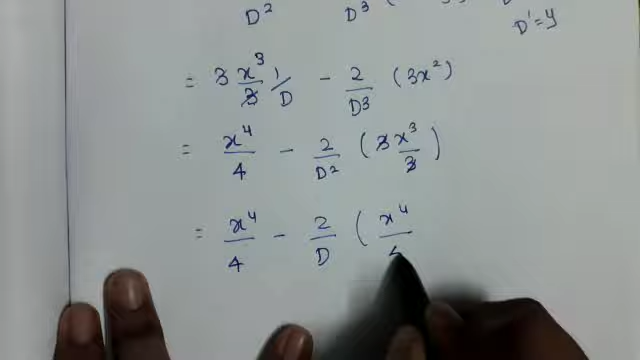 D² D³ (
D' = y
= 3 x³/3 1/D - 2/D³ (3x²)
= x⁴/4 - 2/D² (3 x³/3)
= x⁴/4 - 2/D ( x⁴/